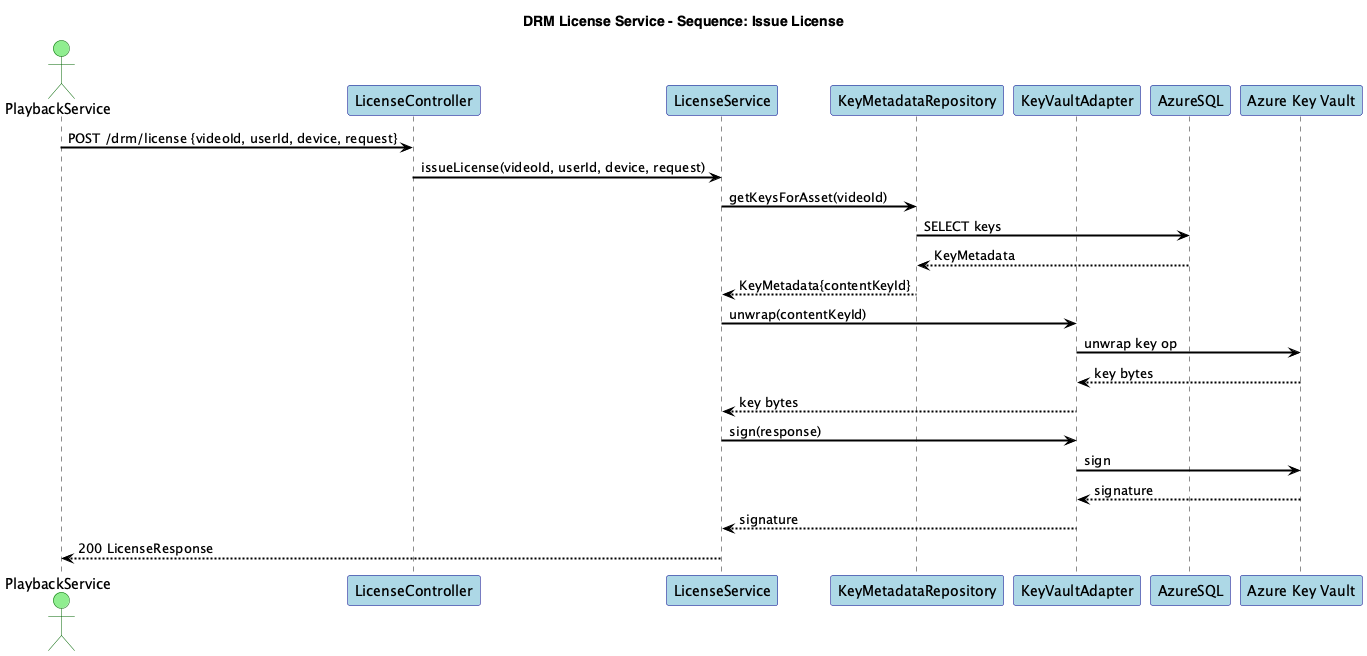 DRM License Service - Sequence: Issue License
PlaybackService
LicenseController
LicenseService
KeyMetadataRepository
KeyVaultAdapter
AzureSQL
Azure Key Vault
POST /drm/license {videoId, userId, device, request}
issueLicense(videoId, userId, device, request)
getKeysForAsset(videoId)
SELECT keys
KeyMetadata
KeyMetadata{contentKeyId}
unwrap(contentKeyId)
unwrap key op
key bytes
key bytes
sign(response)
sign
signature
signature
200 LicenseResponse
PlaybackService
LicenseController
LicenseService
KeyMetadataRepository
KeyVaultAdapter
AzureSQL
Azure Key Vault